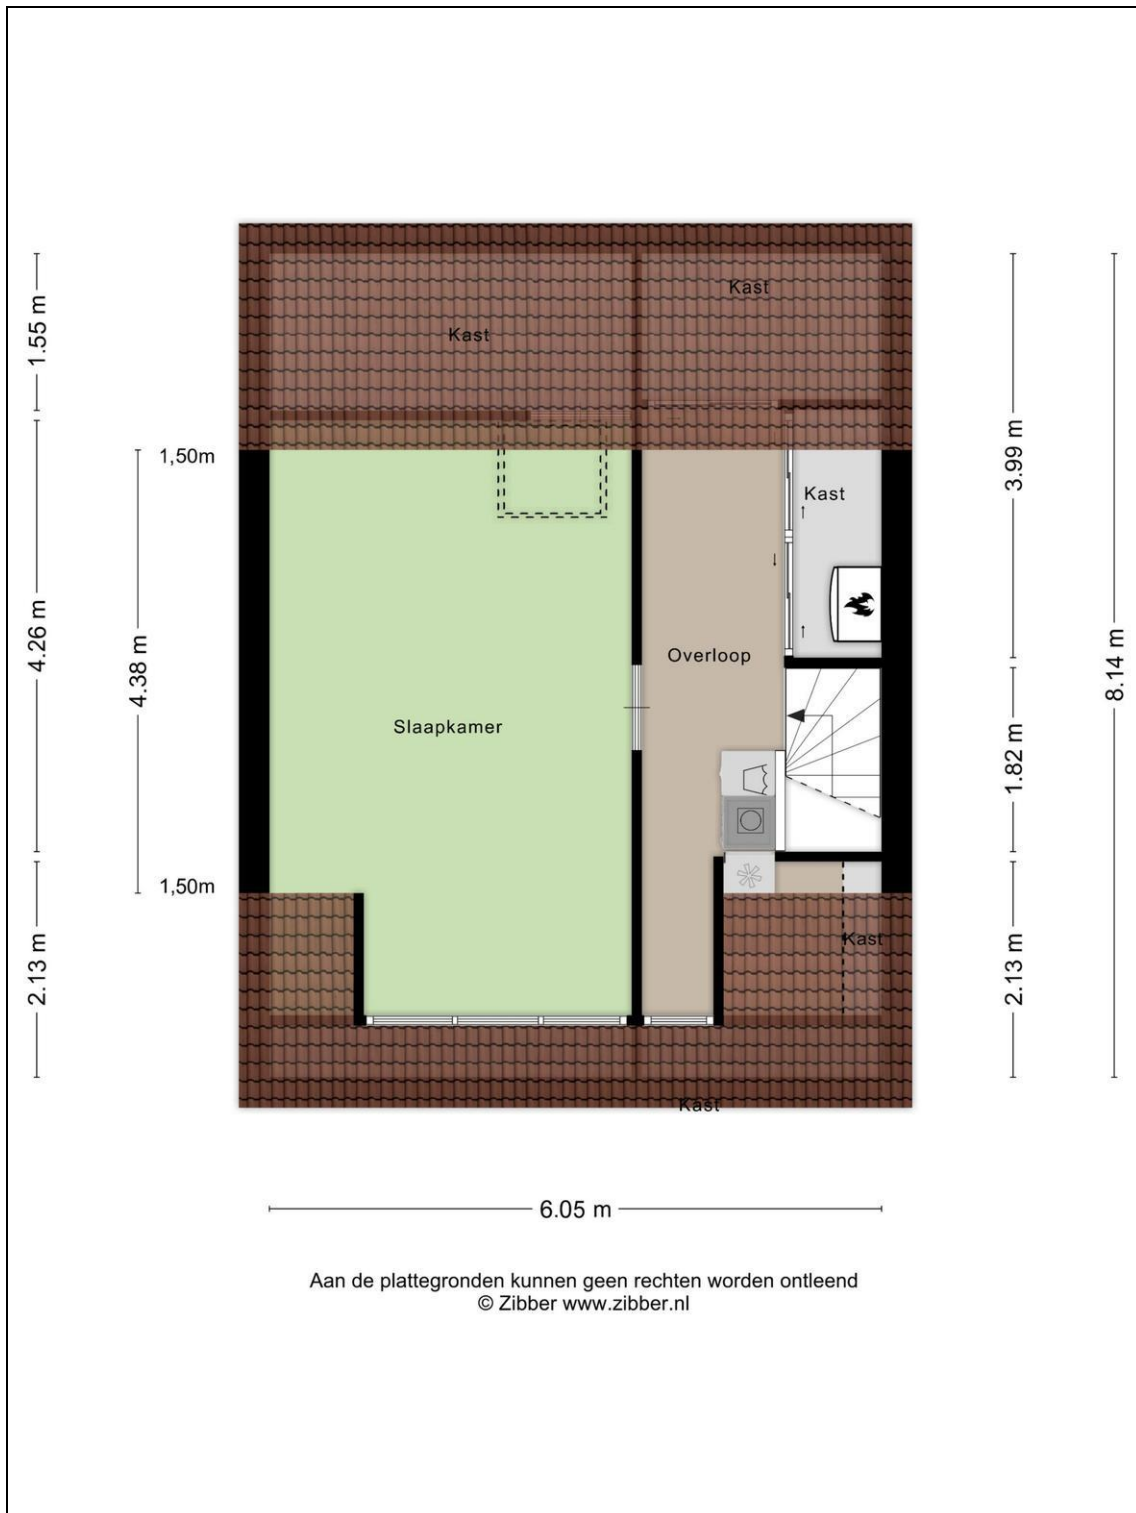 Kast
Kast
1.55 m
1,50m
3.99 m
Kast
4.26 m
4.38 m
Overloop
8.14 m
Slaapkamer
1.82 m
1,50m
Kast
2.13 m
2.13 m
Kast
6.05 m
Aan de plattegronden kunnen geen rechten worden ontleend
© Zibber www.zibber.nl